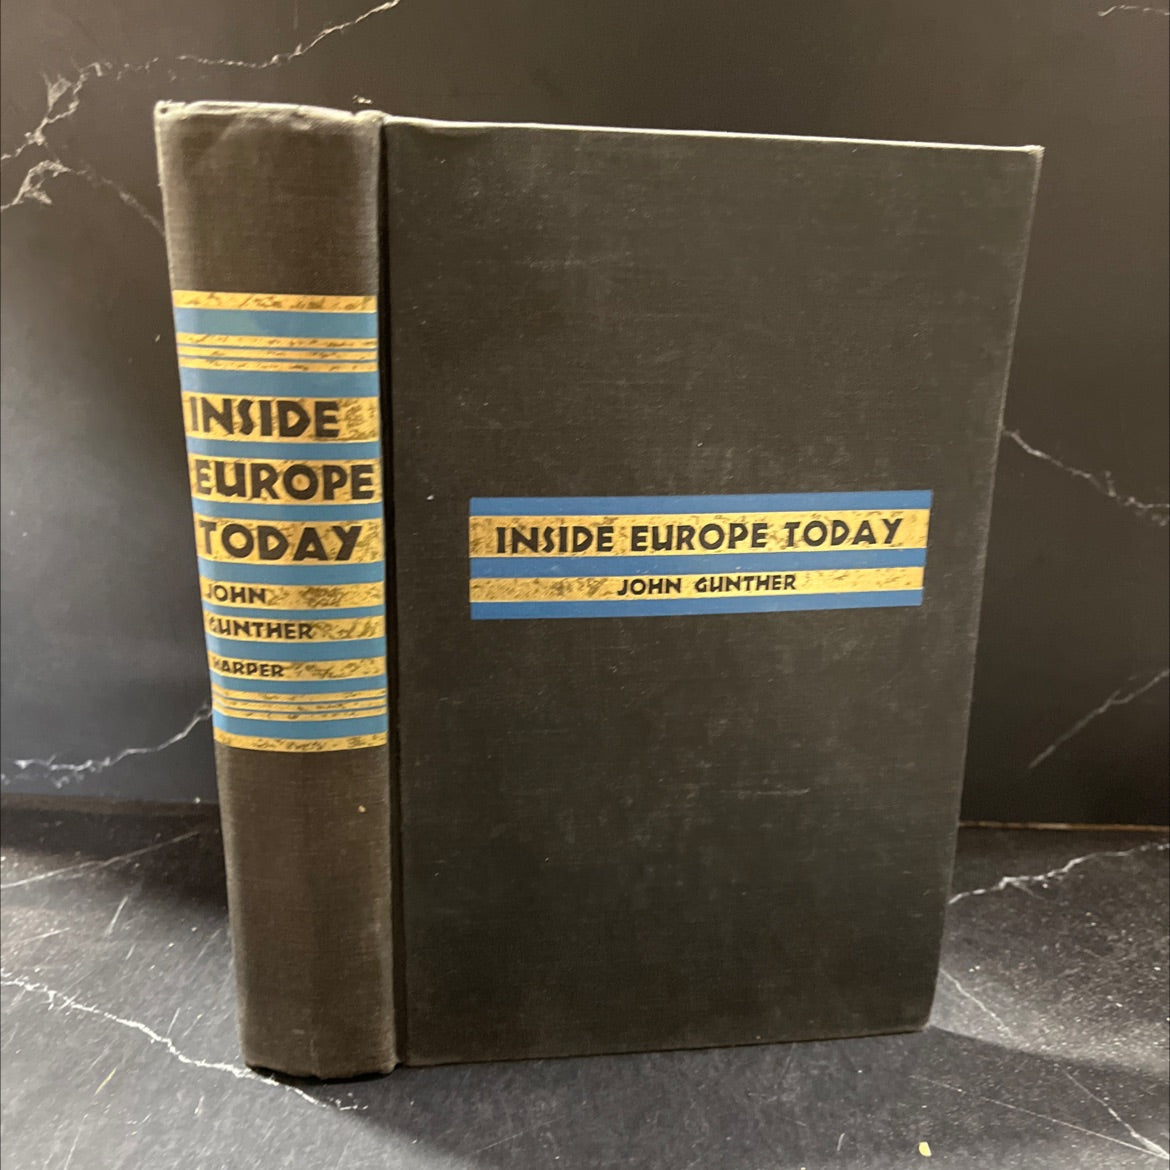 INSIDE
EUROPE
TODAY
JOHN
GUNTHER
HARPER
INSIDE EUROPE TODAY
JOHN GUNTHER